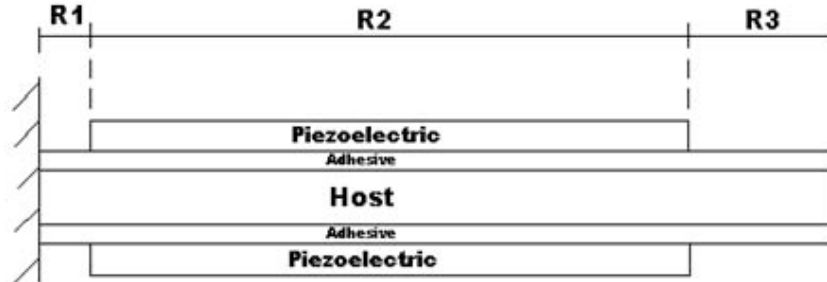 R1 R2 R3
Piezoelectric
Adhesive
Host
Adhesive
Piezoelectric